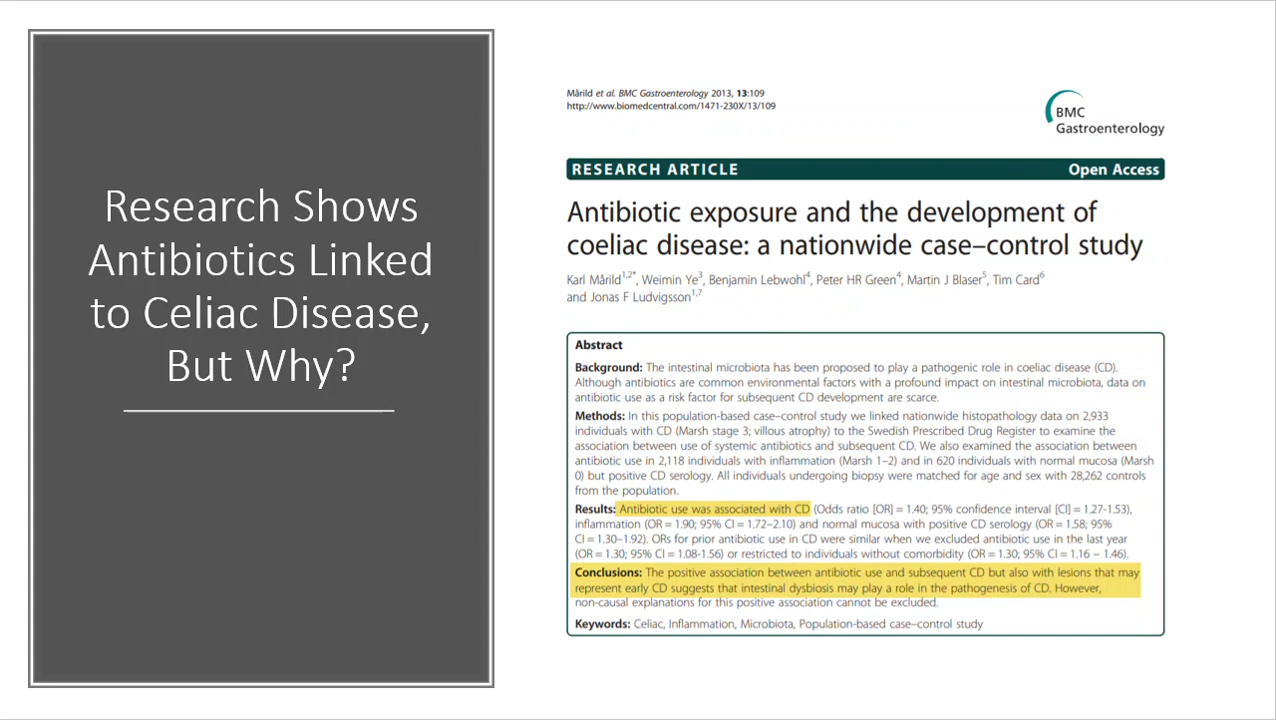 Research Shows
Antibiotics Linked
to Celiac Disease,
But Why?
Mårild et al. BMC Gastroenterology 2013, 13:109
http://www.biomedcentral.com/1471-230X/13/109
BMC
Gastroenterology
RESEARCH ARTICLE Open Access
Antibiotic exposure and the development of
coeliac disease: a nationwide case–control study
Karl Mårild1,2*, Weimin Ye3, Benjamin Lebwohl4, Peter HR Green4, Martin J Blaser5, Tim Card6
and Jonas F Ludvigsson1,7
Abstract
Background: The intestinal microbiota has been proposed to play a pathogenic role in coeliac disease (CD).
Although antibiotics are common environmental factors with a profound impact on intestinal microbiota, data on
antibiotic use as a risk factor for subsequent CD development are scarce.
Methods: In this population-based case–control study we linked nationwide histopathology data on 2,933
individuals with CD (Marsh stage 3; villous atrophy) to the Swedish Prescribed Drug Register to examine the
association between use of systemic antibiotics and subsequent CD. We also examined the association between
antibiotic use in 2,118 individuals with inflammation (Marsh 1–2) and in 620 individuals with normal mucosa (Marsh
0) but positive CD serology. All individuals undergoing biopsy were matched for age and sex with 28,262 controls
from the population.
Results: Antibiotic use was associated with CD (Odds ratio [OR] = 1.40; 95% confidence interval [CI] = 1.27-1.53),
inflammation (OR = 1.90; 95% CI = 1.72–2.10) and normal mucosa with positive CD serology (OR = 1.58; 95%
CI = 1.30–1.92). ORs for prior antibiotic use in CD were similar when we excluded antibiotic use in the last year
(OR = 1.30; 95% CI = 1.08-1.56) or restricted to individuals without comorbidity (OR = 1.30; 95% CI = 1.16 – 1.46).
Conclusions: The positive association between antibiotic use and subsequent CD but also with lesions that may
represent early CD suggests that intestinal dysbiosis may play a role in the pathogenesis of CD. However,
non-causal explanations for this positive association cannot be excluded.
Keywords: Celiac, Inflammation, Microbiota, Population-based case–control study